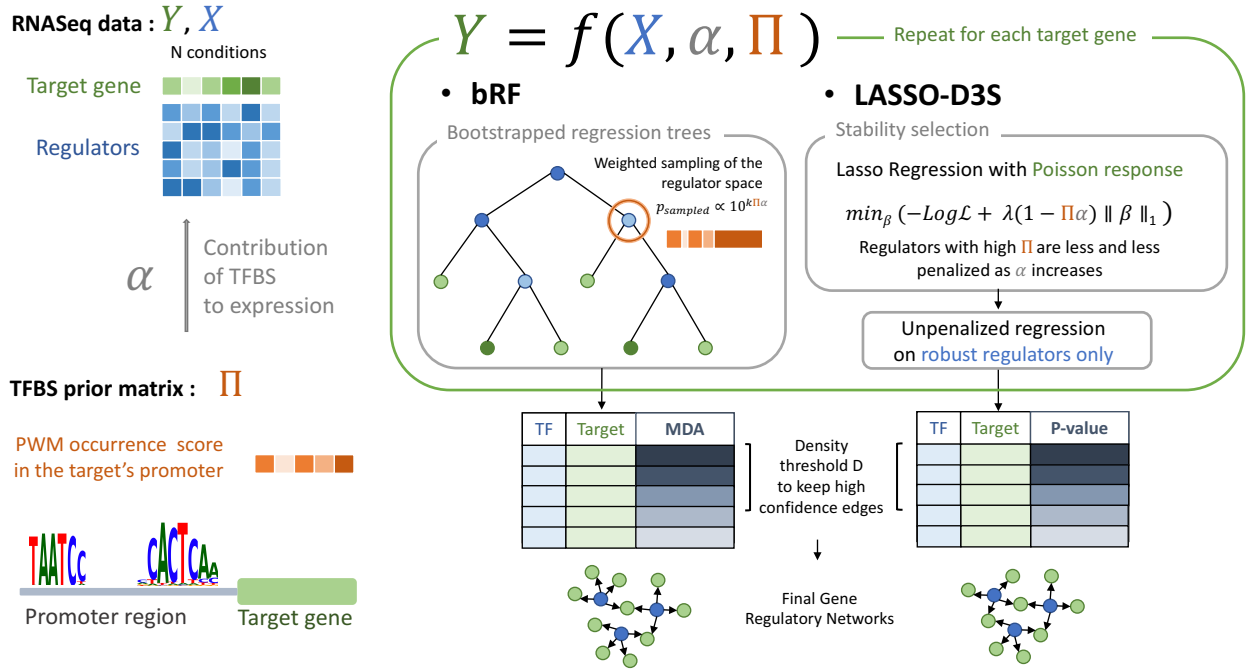 RNASeq data : Y, X
N conditions
Target gene
Regulators
α
Contribution
of TFBS
to expression
TFBS prior matrix : Π
PWM occurrence score
in the target's promoter
TAATCC
CACTCAA
Promoter region
Target gene
Y = f(X, α, Π)
Repeat for each target gene
• bRF
Bootstrapped regression trees
Weighted sampling of the
regulator space
p_sampled ∝ 10^{kΠα}
• LASSO-D3S
Stability selection
Lasso Regression with Poisson response
min_β (−Logℒ + λ(1 − Πα) ‖ β ‖₁ )
Regulators with high Π are less and less
penalized as α increases
Unpenalized regression
on robust regulators only
TF Target MDA
Density
threshold D
to keep high
confidence edges
TF Target P-value
Final Gene
Regulatory Networks